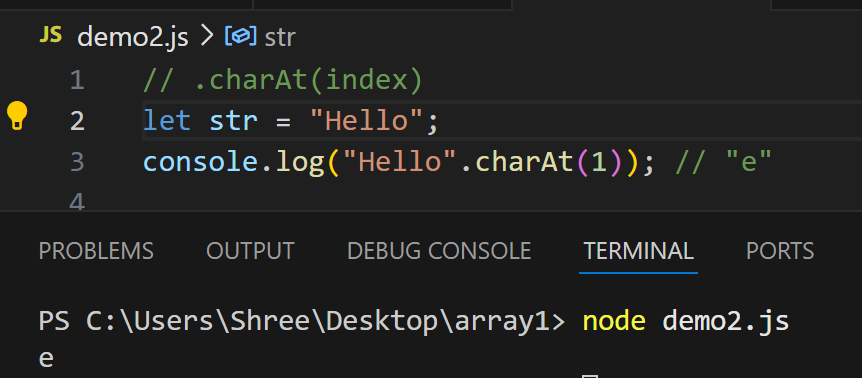 JS demo2.js > str
1 // .charAt(index)
2 let str = "Hello";
3 console.log("Hello".charAt(1)); // "e"
4
PROBLEMS OUTPUT DEBUG CONSOLE TERMINAL PORTS
PS C:\Users\Shree\Desktop\array1> node demo2.js
e